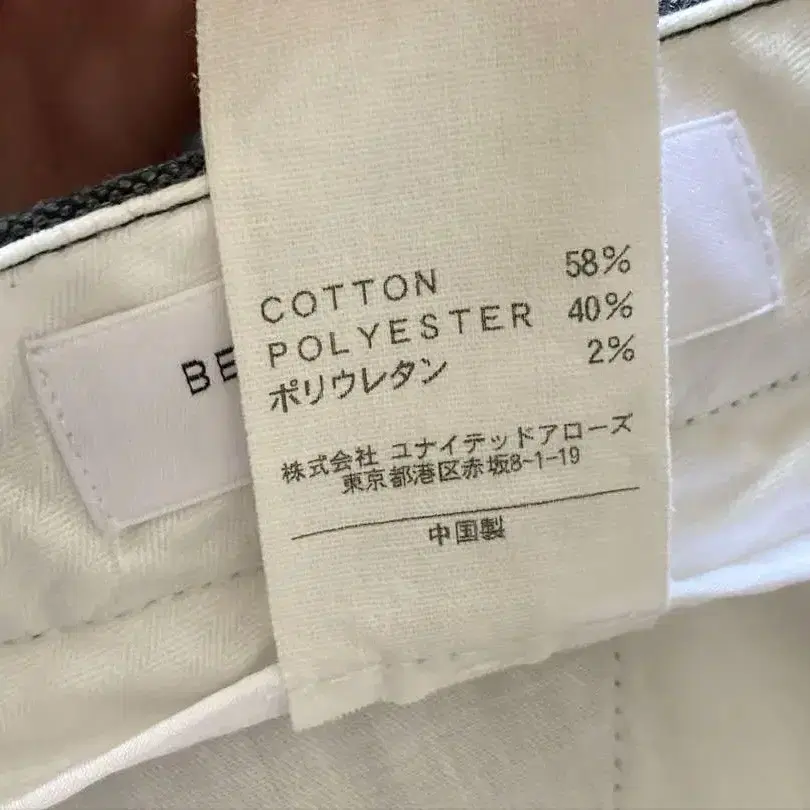 COTTON 58%
POLYESTER 40%
ポリウレタン 2%
株式会社 ユナイテッドアローズ
東京都港区赤坂8-1-19
中国製
BE